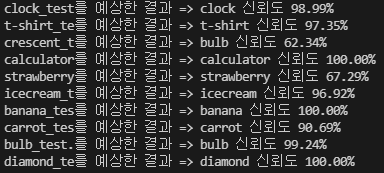 clock_test를 예상한 결과 => clock 신뢰도 98.99%
t-shirt_te를 예상한 결과 => t-shirt 신뢰도 97.35%
crescent_t를 예상한 결과 => bulb 신뢰도 62.34%
calculator를 예상한 결과 => calculator 신뢰도 100.00%
strawberry를 예상한 결과 => strawberry 신뢰도 67.29%
icecream_t를 예상한 결과 => icecream 신뢰도 96.92%
banana_tes를 예상한 결과 => banana 신뢰도 100.00%
carrot_tes를 예상한 결과 => carrot 신뢰도 90.69%
bulb_test.를 예상한 결과 => bulb 신뢰도 99.24%
diamond_te를 예상한 결과 => diamond 신뢰도 100.00%